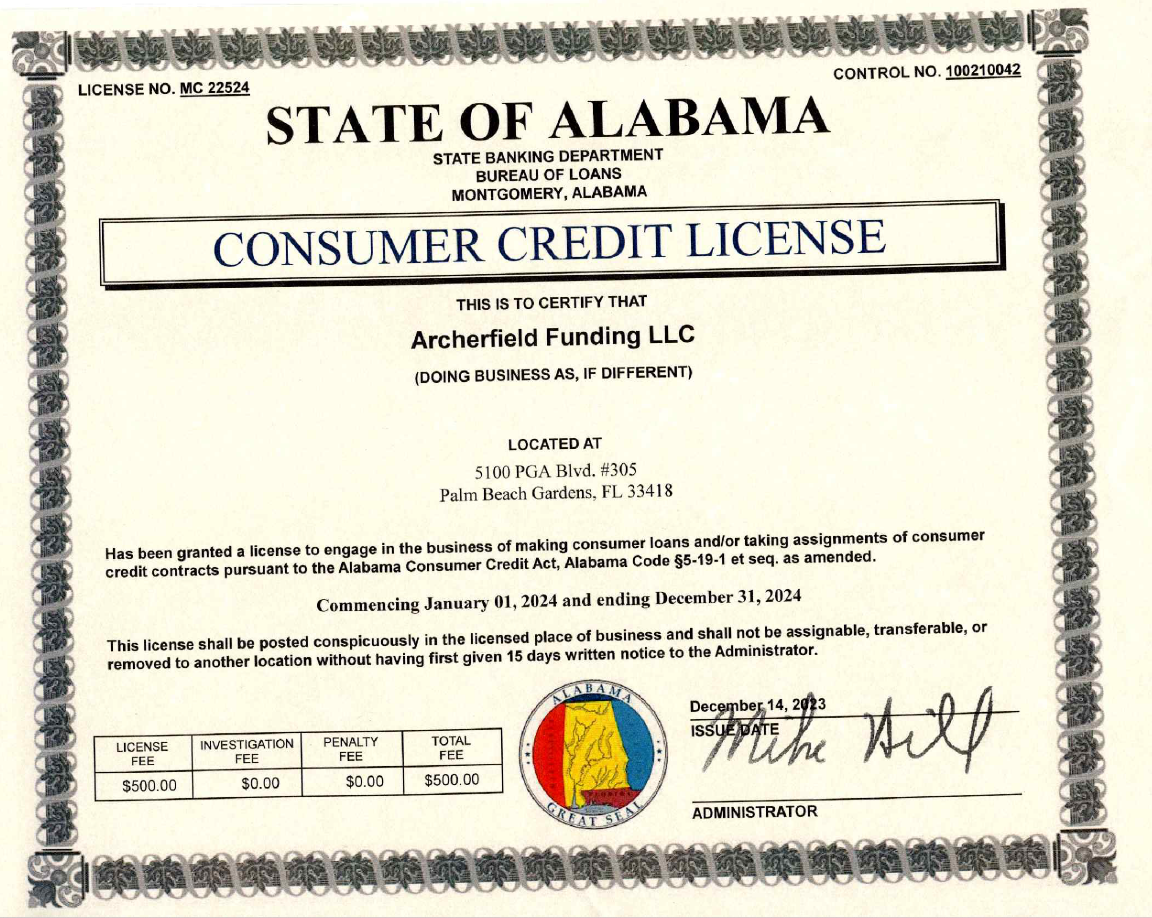 LICENSE NO. MC 22524
CONTROL NO. 100210042
STATE OF ALABAMA
STATE BANKING DEPARTMENT
BUREAU OF LOANS
MONTGOMERY, ALABAMA
CONSUMER CREDIT LICENSE
THIS IS TO CERTIFY THAT
Archerfield Funding LLC
(DOING BUSINESS AS, IF DIFFERENT)
LOCATED AT
5100 PGA Blvd. #305
Palm Beach Gardens, FL 33418
Has been granted a license to engage in the business of making consumer loans and/or taking assignments of consumer
credit contracts pursuant to the Alabama Consumer Credit Act, Alabama Code §5-19-1 et seq. as amended.
Commencing January 01, 2024 and ending December 31, 2024
This license shall be posted conspicuously in the licensed place of business and shall not be assignable, transferable, or
removed to another location without having first given 15 days written notice to the Administrator.
LICENSE FEE INVESTIGATION FEE PENALTY FEE TOTAL FEE
$500.00 $0.00 $0.00 $500.00
ALABAMA
GREAT SEAL
December 14, 2023
ISSUE DATE
Mike Hill
ADMINISTRATOR